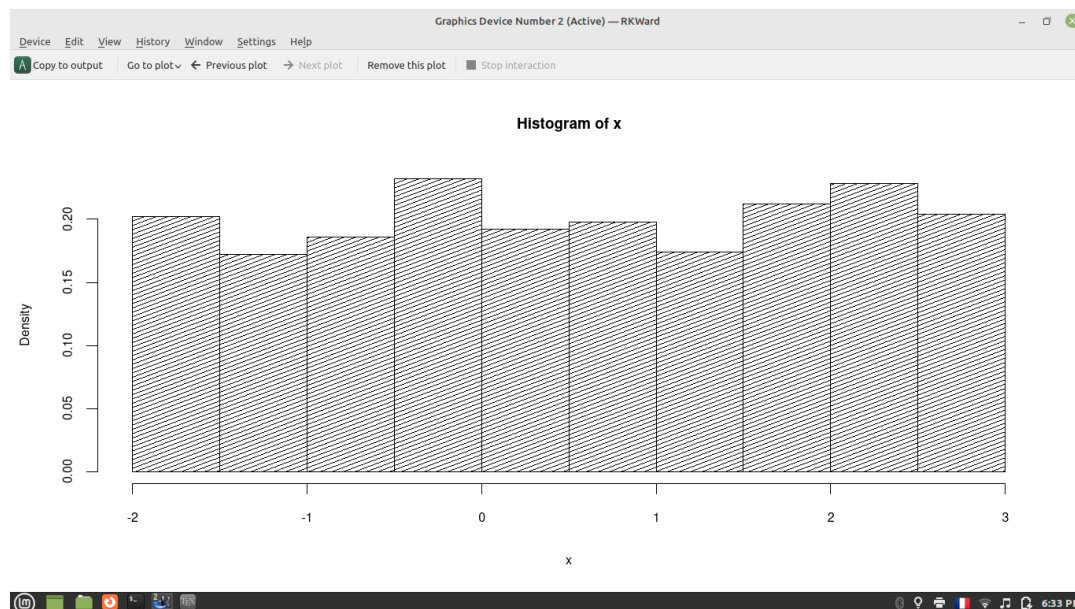 Graphics Device Number 2 (Active) — RKWard
Device Edit View History Window Settings Help
Copy to output Go to plot Previous plot Next plot Remove this plot Stop interaction
Histogram of x
0.20
0.15
0.10
0.05
0.00
Density
-2 -1 0 1 2 3
x
6:33 PM